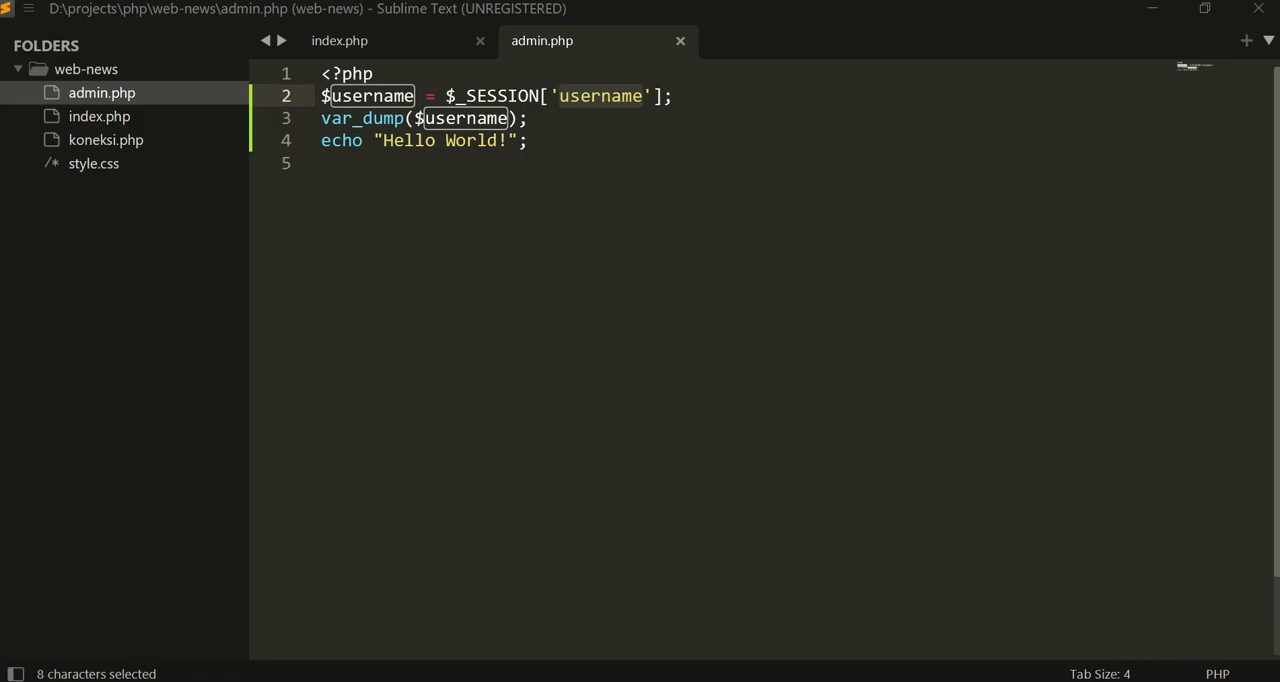 D:\projects\php\web-news\admin.php (web-news) - Sublime Text (UNREGISTERED)
FOLDERS
web-news
admin.php
index.php
koneksi.php
/* style.css
index.php
admin.php
1 <?php
2 $username = $_SESSION['username'];
3 var_dump($username);
4 echo "Hello World!";
5
8 characters selected
Tab Size: 4
PHP